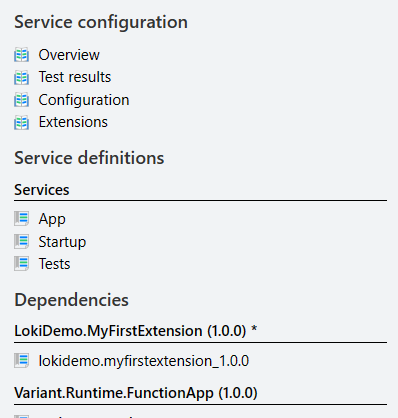 Service configuration
Overview
Test results
Configuration
Extensions
Service definitions
Services
App
Startup
Tests
Dependencies
LokiDemo.MyFirstExtension (1.0.0) *
lokidemo.myfirstextension_1.0.0
Variant.Runtime.FunctionApp (1.0.0)